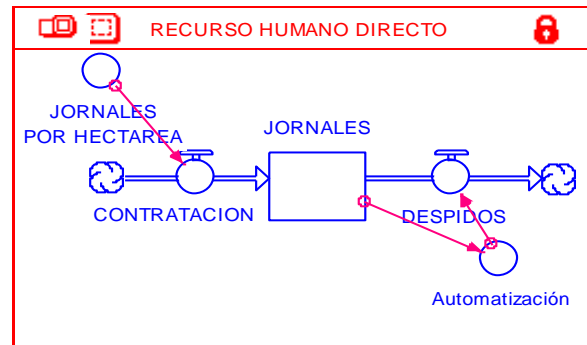 RECURSO HUMANO DIRECTO
JORNALES
POR HECTAREA
JORNALES
CONTRATACION
DESPIDOS
Automatización